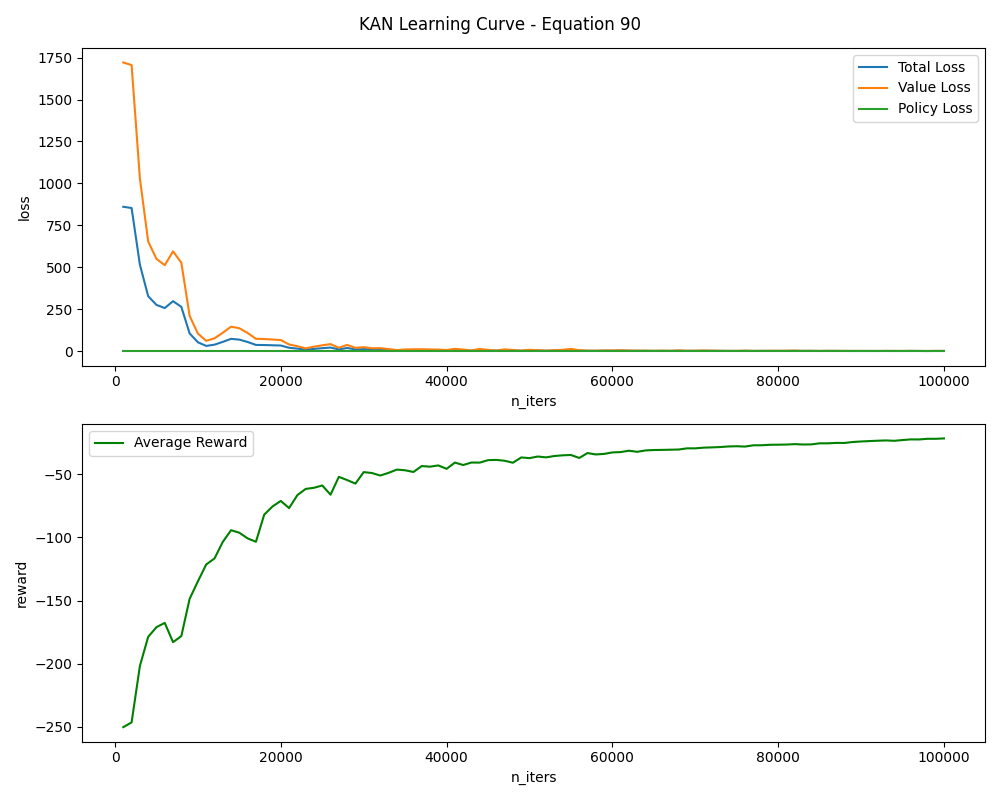 KAN Learning Curve - Equation 90
1750
1500
1250
1000
750
500
250
0
loss
Total Loss
Value Loss
Policy Loss
0 20000 40000 60000 80000 100000
n_iters
Average Reward
−50
−100
−150
−200
−250
reward
0 20000 40000 60000 80000 100000
n_iters